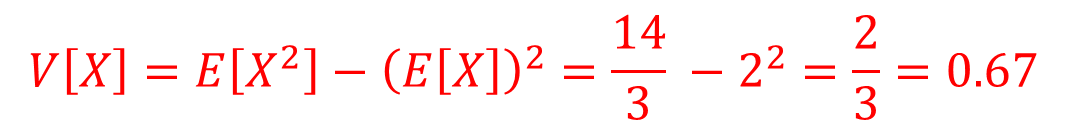 V[X] = E[X²] − (E[X])² = 14/3 − 2² = 2/3 = 0.67